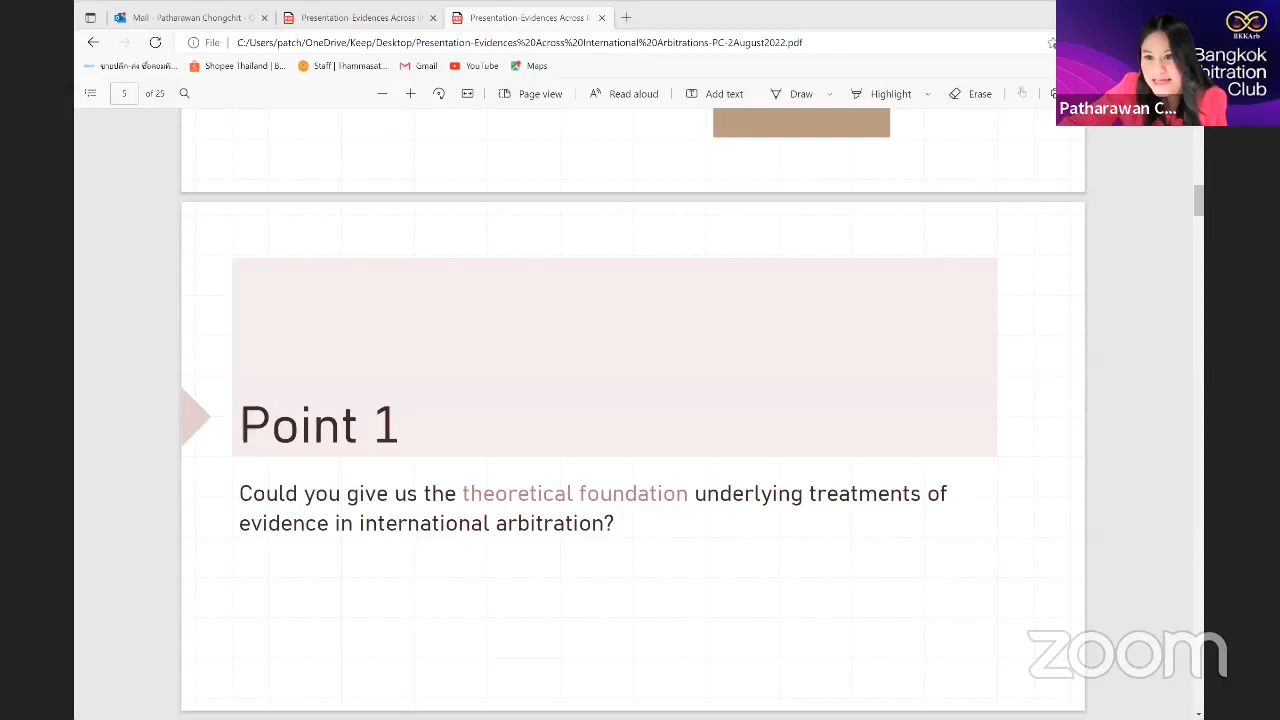 Mail - Patharawan Chongchit - C
Presentation-Evidences Across I
Presentation-Evidences Across I
File
C:/Users/patch/OneDrive/Deep/Desktop/Presentation-Evidences%20Across%20International%20Arbitrations-PC-2August2022.pdf
Shopee Thailand | B...
Staff | Thammasat...
Gmail
YouTube
Maps
5 of 25
Page view
Read aloud
Add text
Draw
Highlight
Erase
BKKArb
Bangkok
bitration
Club
Patharawan C...
Point 1
Could you give us the theoretical foundation underlying treatments of
evidence in international arbitration?
zoom